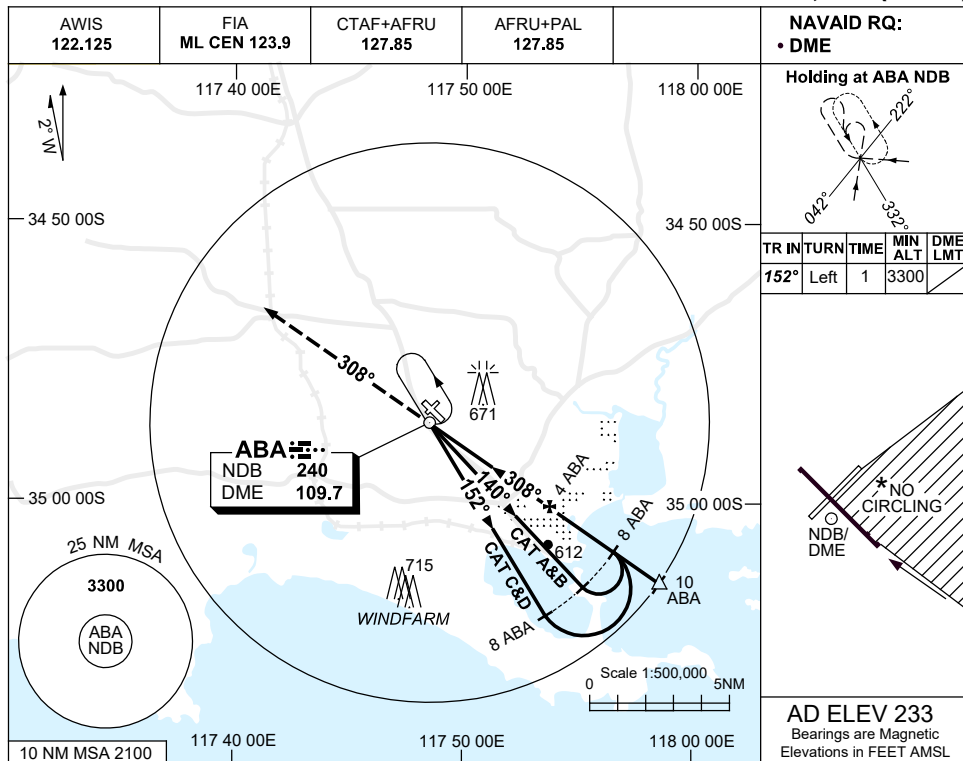 AWIS
122.125
FIA
ML CEN 123.9
CTAF+AFRU
127.85
AFRU+PAL
127.85
NAVAID RQ:
• DME
Holding at ABA NDB
222°
042°
332°
TR IN TURN TIME MIN ALT DME LMT
152° Left 1 3300
117 40 00E
117 50 00E
118 00 00E
2° W
34 50 00S
34 50 00S
308°
671
ABA
NDB 240
DME 109.7
308°
140°
152°
4 ABA
CAT A&B
CAT C&D
8 ABA
8 ABA
612
10
ABA
35 00 00S
35 00 00S
715
WINDFARM
25 NM MSA
3300
ABA
NDB
Scale 1:500,000
0 5NM
10 NM MSA 2100
117 40 00E
117 50 00E
118 00 00E
*NO
CIRCLING
NDB/
DME
AD ELEV 233
Bearings are Magnetic
Elevations in FEET AMSL